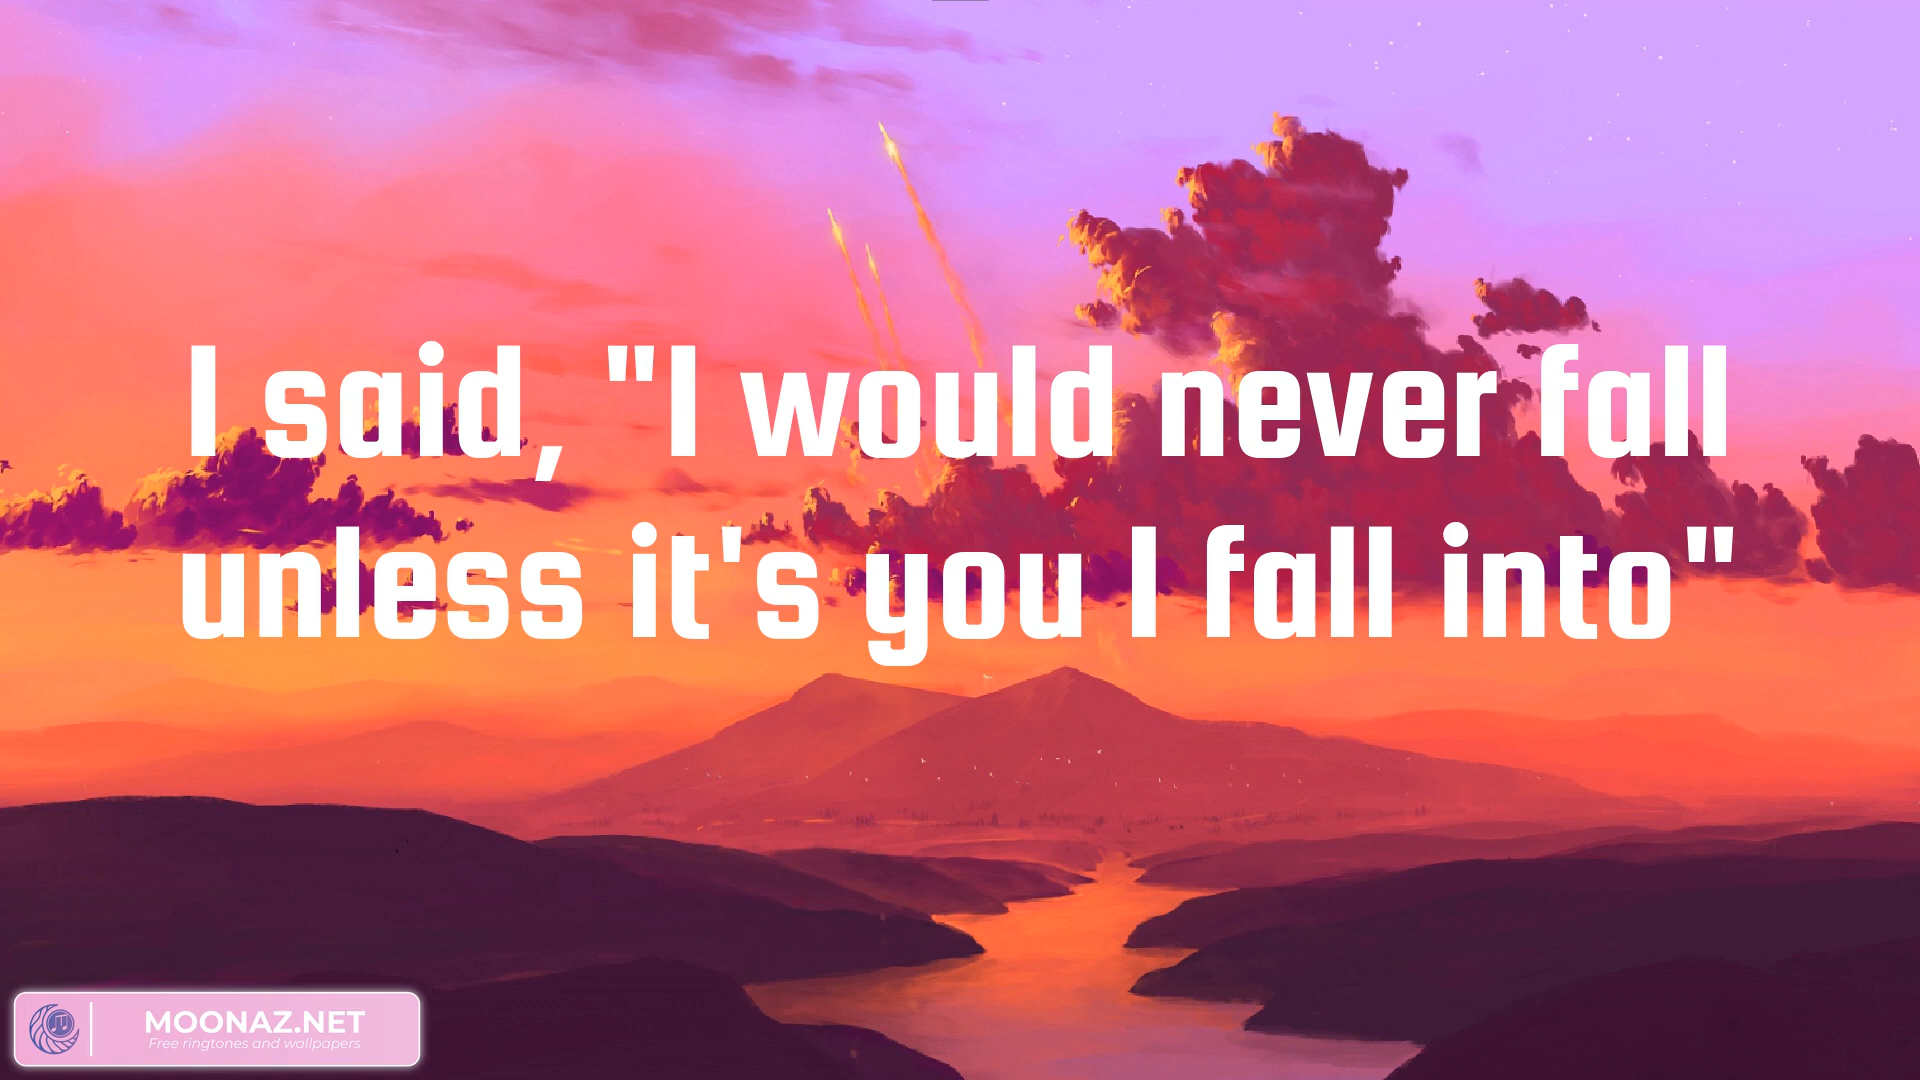 I said, "I would never fall
unless it's you I fall into"
MOONAZ.NET
Free ringtones and wallpapers